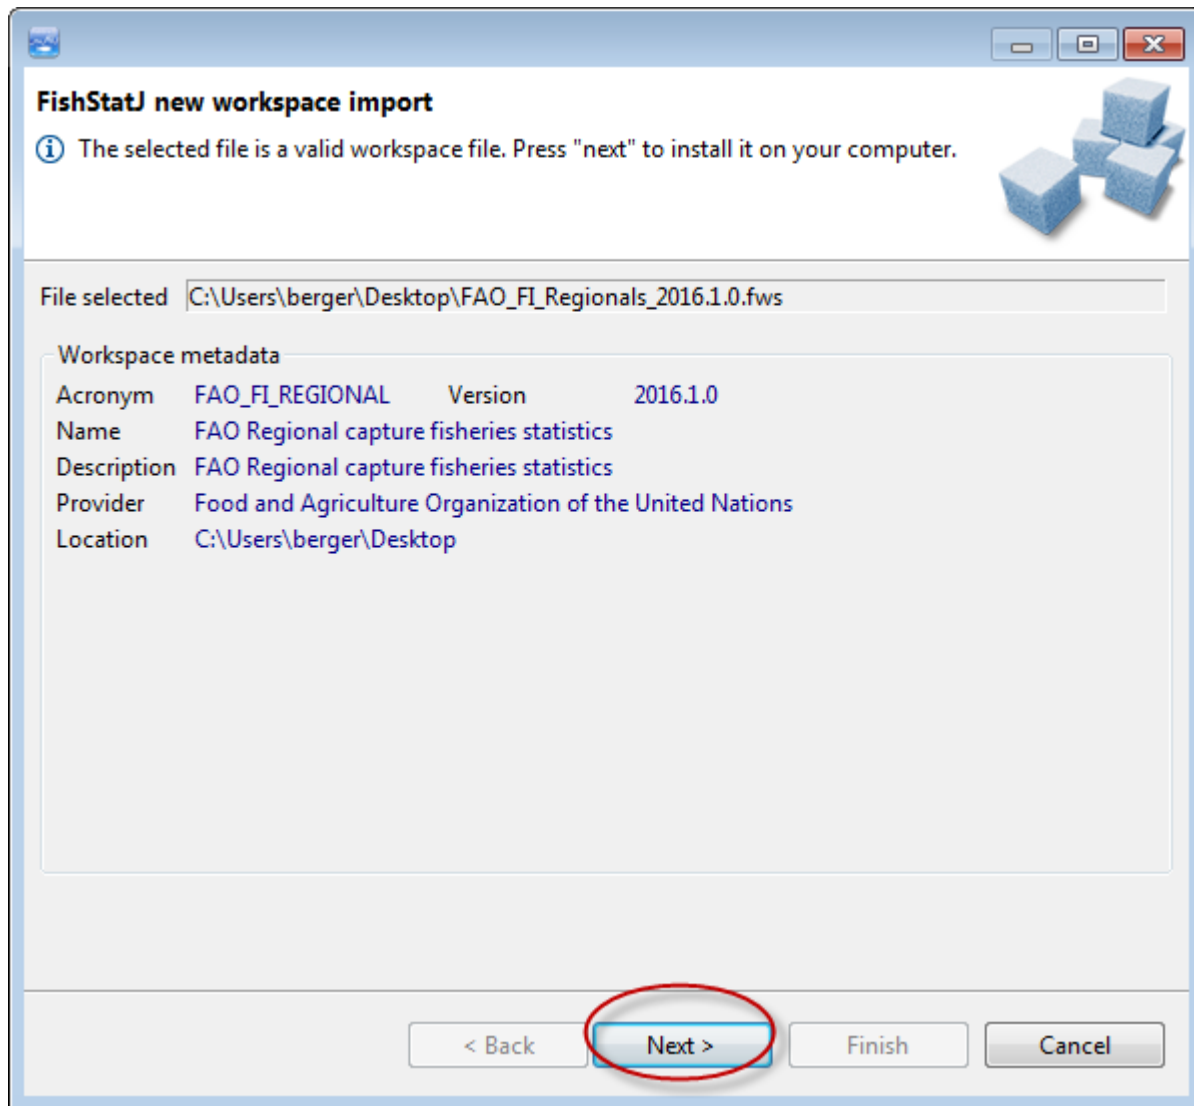 FishStatJ new workspace import
The selected file is a valid workspace file. Press "next" to install it on your computer.
File selected C:\Users\berger\Desktop\FAO_FI_Regionals_2016.1.0.fws
Workspace metadata
Acronym FAO_FI_REGIONAL Version 2016.1.0
Name FAO Regional capture fisheries statistics
Description FAO Regional capture fisheries statistics
Provider Food and Agriculture Organization of the United Nations
Location C:\Users\berger\Desktop
< Back Next > Finish Cancel